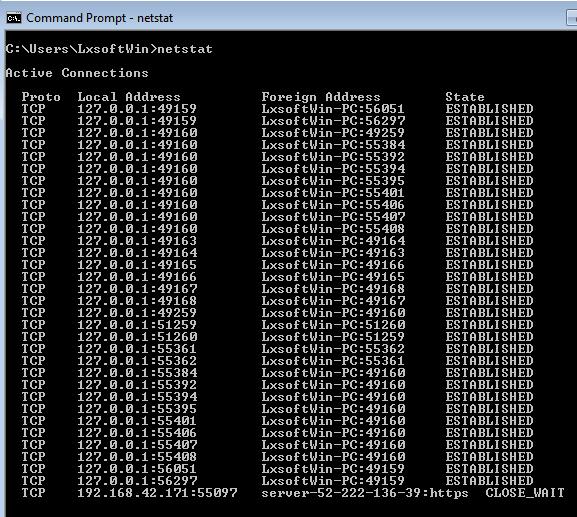 Command Prompt - netstat
C:\Users\LxsoftWin>netstat
Active Connections
Proto  Local Address          Foreign Address        State
TCP    127.0.0.1:49159        LxsoftWin-PC:56051     ESTABLISHED
TCP    127.0.0.1:49159        LxsoftWin-PC:56297     ESTABLISHED
TCP    127.0.0.1:49160        LxsoftWin-PC:49259     ESTABLISHED
TCP    127.0.0.1:49160        LxsoftWin-PC:55384     ESTABLISHED
TCP    127.0.0.1:49160        LxsoftWin-PC:55392     ESTABLISHED
TCP    127.0.0.1:49160        LxsoftWin-PC:55394     ESTABLISHED
TCP    127.0.0.1:49160        LxsoftWin-PC:55395     ESTABLISHED
TCP    127.0.0.1:49160        LxsoftWin-PC:55401     ESTABLISHED
TCP    127.0.0.1:49160        LxsoftWin-PC:55406     ESTABLISHED
TCP    127.0.0.1:49160        LxsoftWin-PC:55407     ESTABLISHED
TCP    127.0.0.1:49160        LxsoftWin-PC:55408     ESTABLISHED
TCP    127.0.0.1:49163        LxsoftWin-PC:49164     ESTABLISHED
TCP    127.0.0.1:49164        LxsoftWin-PC:49163     ESTABLISHED
TCP    127.0.0.1:49165        LxsoftWin-PC:49166     ESTABLISHED
TCP    127.0.0.1:49166        LxsoftWin-PC:49165     ESTABLISHED
TCP    127.0.0.1:49167        LxsoftWin-PC:49168     ESTABLISHED
TCP    127.0.0.1:49168        LxsoftWin-PC:49167     ESTABLISHED
TCP    127.0.0.1:49259        LxsoftWin-PC:49160     ESTABLISHED
TCP    127.0.0.1:51259        LxsoftWin-PC:51260     ESTABLISHED
TCP    127.0.0.1:51260        LxsoftWin-PC:51259     ESTABLISHED
TCP    127.0.0.1:55361        LxsoftWin-PC:55362     ESTABLISHED
TCP    127.0.0.1:55362        LxsoftWin-PC:55361     ESTABLISHED
TCP    127.0.0.1:55384        LxsoftWin-PC:49160     ESTABLISHED
TCP    127.0.0.1:55392        LxsoftWin-PC:49160     ESTABLISHED
TCP    127.0.0.1:55394        LxsoftWin-PC:49160     ESTABLISHED
TCP    127.0.0.1:55395        LxsoftWin-PC:49160     ESTABLISHED
TCP    127.0.0.1:55401        LxsoftWin-PC:49160     ESTABLISHED
TCP    127.0.0.1:55406        LxsoftWin-PC:49160     ESTABLISHED
TCP    127.0.0.1:55407        LxsoftWin-PC:49160     ESTABLISHED
TCP    127.0.0.1:55408        LxsoftWin-PC:49160     ESTABLISHED
TCP    127.0.0.1:56051        LxsoftWin-PC:49159     ESTABLISHED
TCP    127.0.0.1:56297        LxsoftWin-PC:49159     ESTABLISHED
TCP    192.168.42.171:55097   server-52-222-136-39:https  CLOSE_WAIT